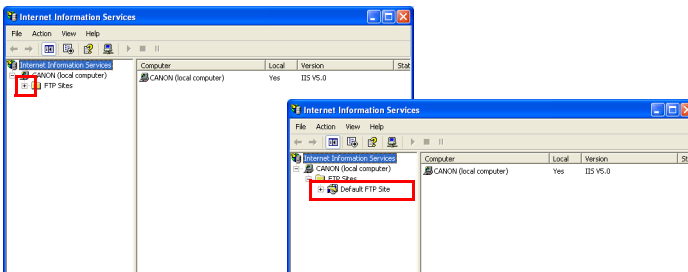 Internet Information Services
File Action View Help
Internet Information Services
CANON (local computer)
FTP Sites
Computer Local Version Stat
CANON (local computer) Yes IIS V5.0
Internet Information Services
File Action View Help
Internet Information Services
CANON (local computer)
FTP Sites
Default FTP Site
Computer Local Version St
CANON (local computer) Yes IIS V5.0